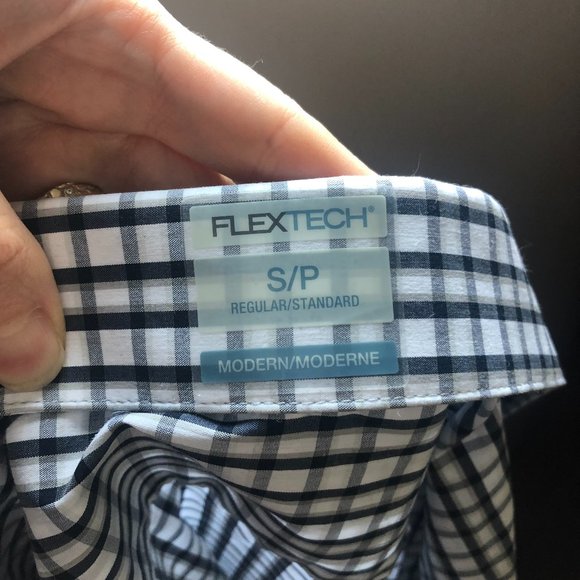 FLEXTECH®
S/P
REGULAR/STANDARD
MODERN/MODERNE